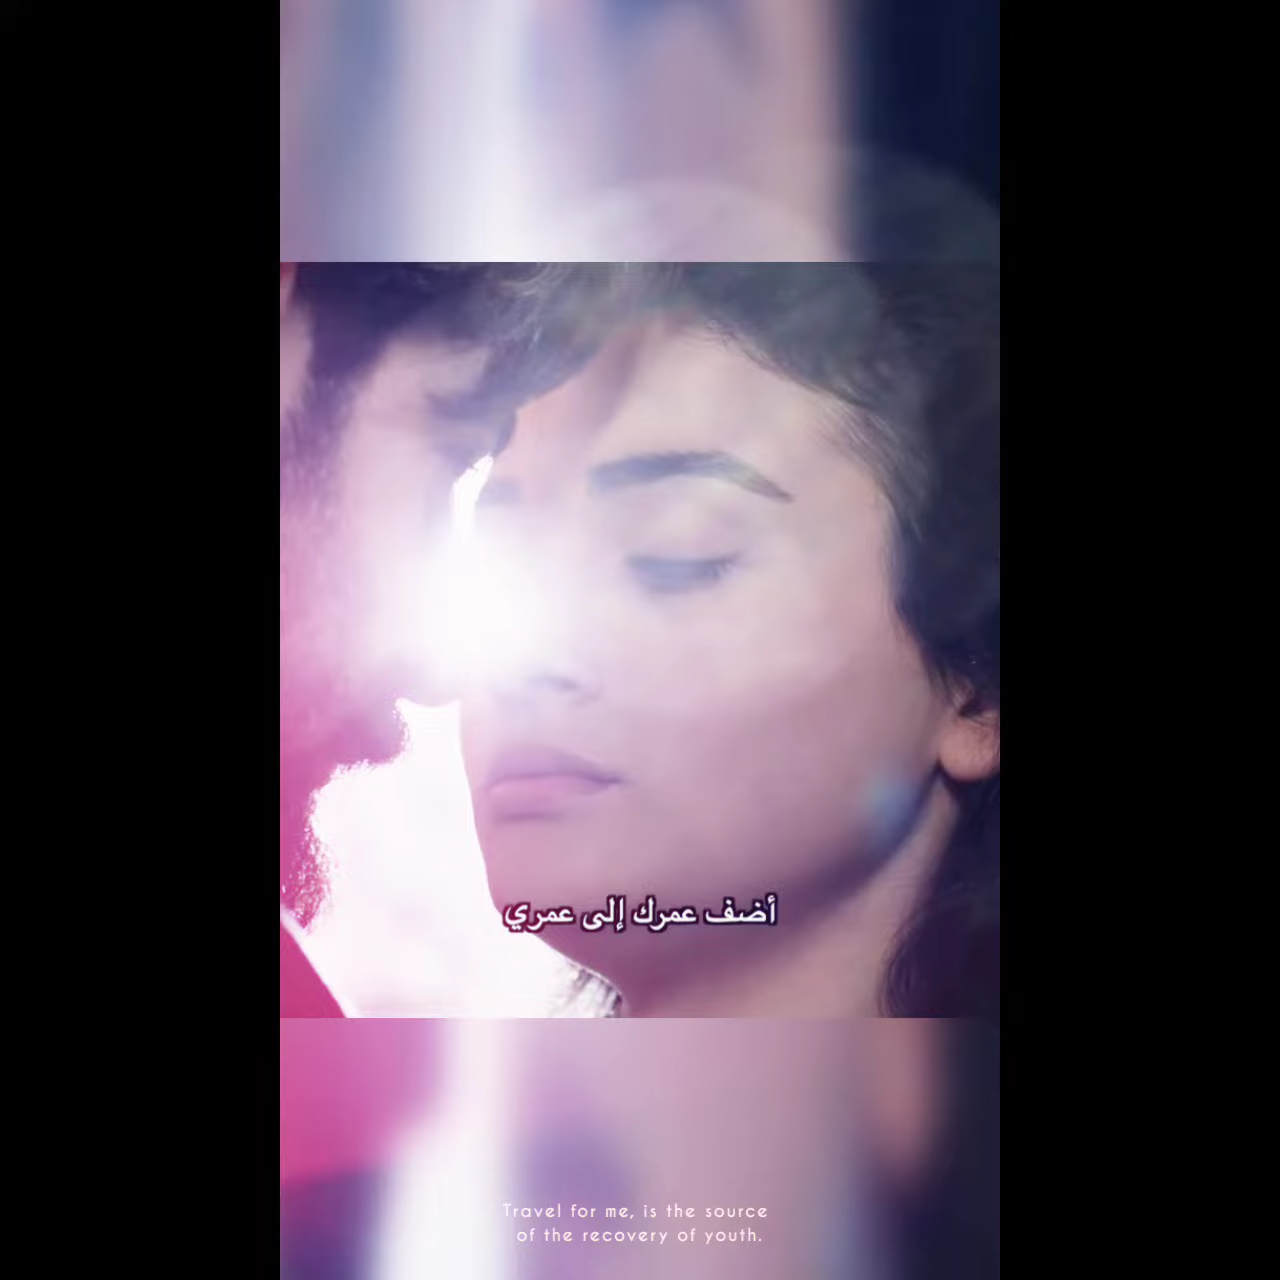 أضف عمرك إلى عمري
Travel for me, is the source
of the recovery of youth.